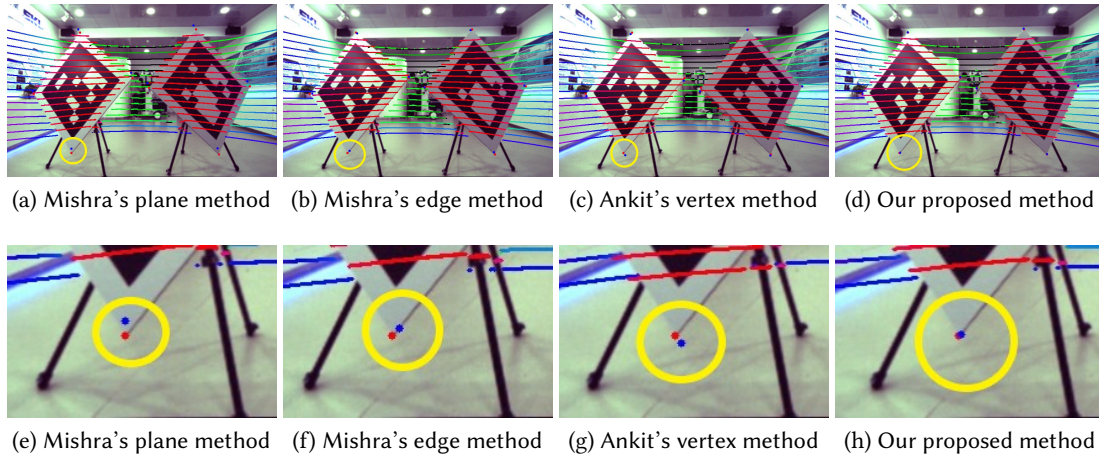 (a) Mishra's plane method (b) Mishra's edge method (c) Ankit's vertex method (d) Our proposed method
(e) Mishra's plane method (f) Mishra's edge method (g) Ankit's vertex method (h) Our proposed method